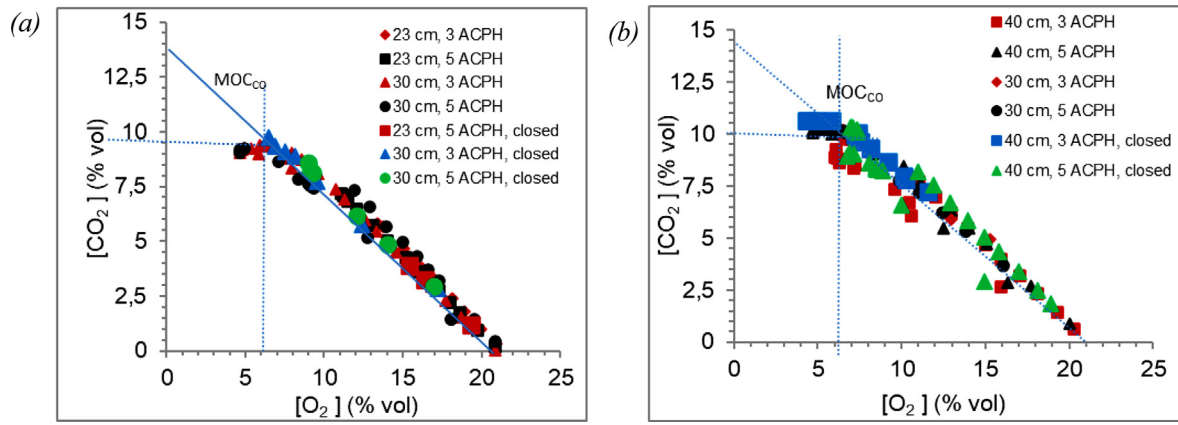 (a)
[CO2] (% vol)
15
12,5
10
7,5
5
2,5
0
MOCCO
23 cm, 3 ACPH
23 cm, 5 ACPH
30 cm, 3 ACPH
30 cm, 5 ACPH
23 cm, 5 ACPH, closed
30 cm, 3 ACPH, closed
30 cm, 5 ACPH, closed
0 5 10 15 20 25
[O2 ] (% vol)
(b)
[CO2 ] (% vol)
15
12,5
10
7,5
5
2,5
0
MOCCO
40 cm, 3 ACPH
40 cm, 5 ACPH
30 cm, 3 ACPH
30 cm, 5 ACPH
40 cm, 3 ACPH, closed
40 cm, 5 ACPH, closed
0 5 10 15 20 25
[O2 ] (% vol)